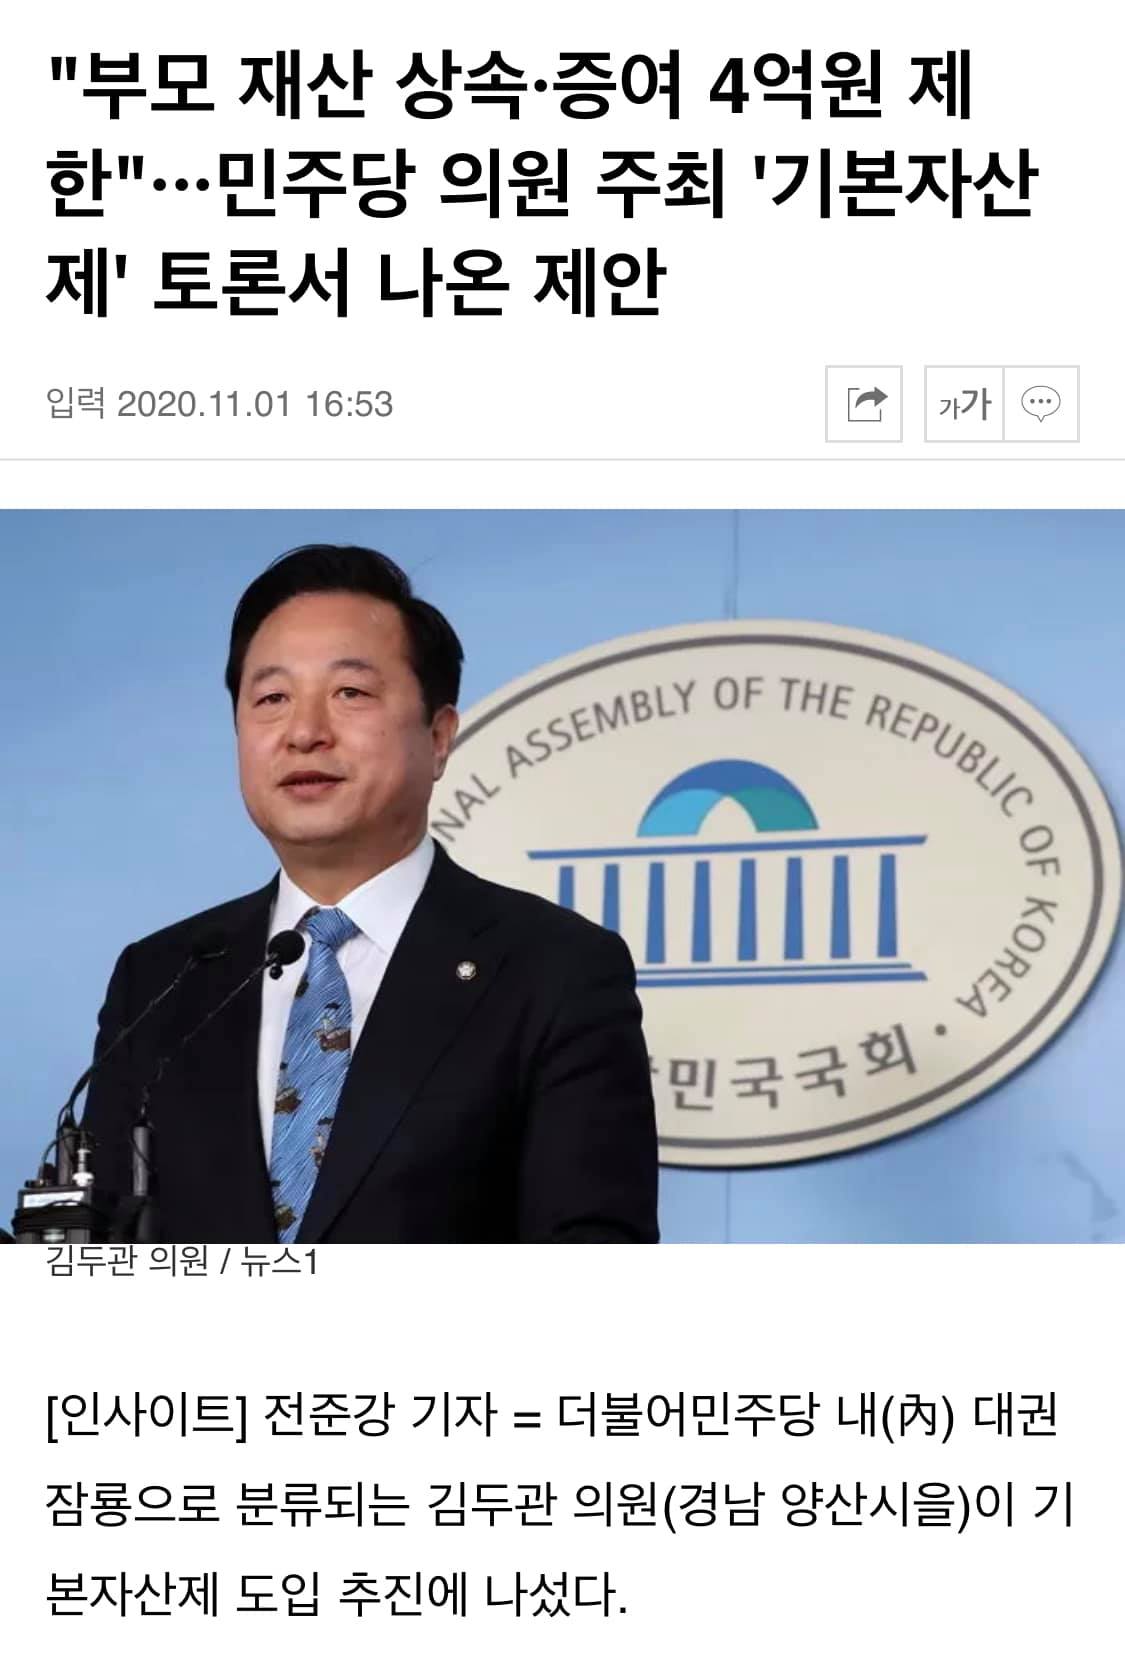 "부모 재산 상속·증여 4억원 제
한"…민주당 의원 주최 '기본자산
제' 토론서 나온 제안
입력 2020.11.01 16:53
가가
NAL ASSEMBLY OF THE REPUBLIC OF KOREA
민국국회
김두관 의원 / 뉴스1
[인사이트] 전준강 기자 = 더불어민주당 내(內) 대권
잠룡으로 분류되는 김두관 의원(경남 양산시을)이 기
본자산제 도입 추진에 나섰다.